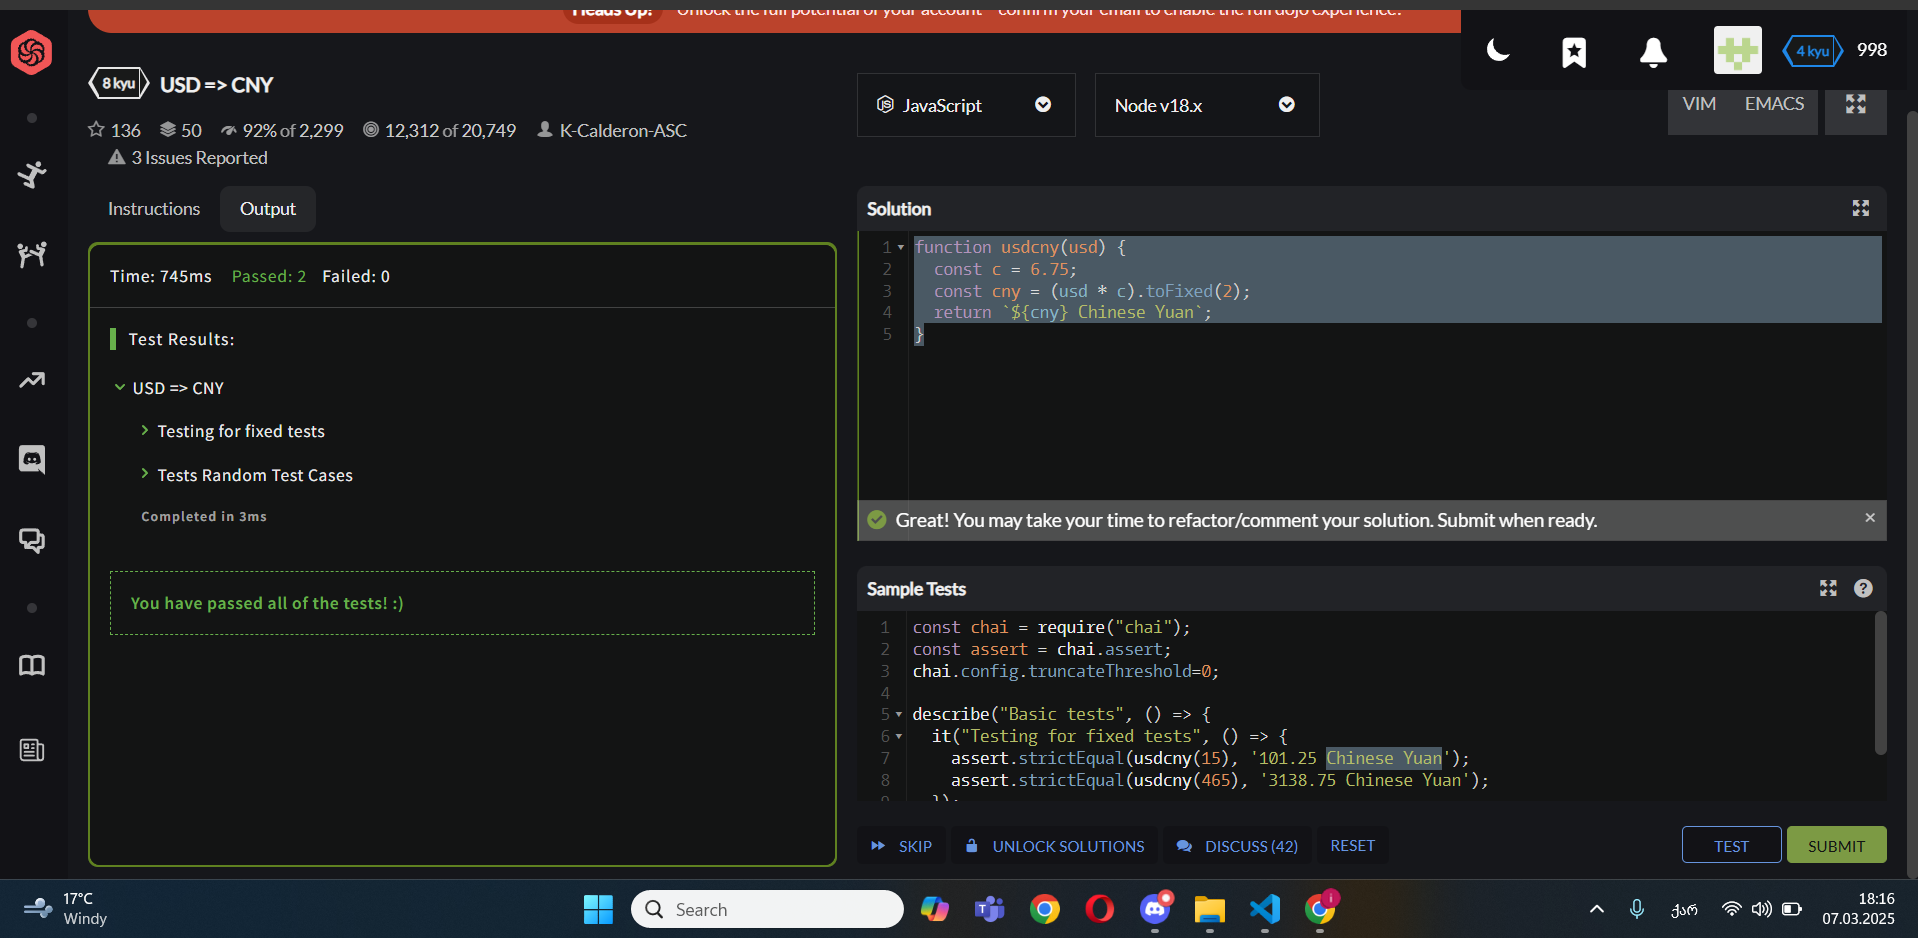 Heads Up! Unlock the full potential of your account - confirm your email to enable the full dojo experience.
4 kyu 998
8 kyu USD => CNY
136 50 92% of 2,299 12,312 of 20,749 K-Calderon-ASC
3 Issues Reported
JavaScript
Node v18.x
VIM EMACS
Instructions Output
Time: 745ms Passed: 2 Failed: 0
Test Results:
USD => CNY
Testing for fixed tests
Tests Random Test Cases
Completed in 3ms
You have passed all of the tests! :)
Solution
1 function usdcny(usd) {
2 const c = 6.75;
3 const cny = (usd * c).toFixed(2);
4 return `${cny} Chinese Yuan`;
5 }
Great! You may take your time to refactor/comment your solution. Submit when ready.
Sample Tests
1 const chai = require("chai");
2 const assert = chai.assert;
3 chai.config.truncateThreshold=0;
4
5 describe("Basic tests", () => {
6 it("Testing for fixed tests", () => {
7 assert.strictEqual(usdcny(15), '101.25 Chinese Yuan');
8 assert.strictEqual(usdcny(465), '3138.75 Chinese Yuan');
9 });
SKIP UNLOCK SOLUTIONS DISCUSS (42) RESET
TEST SUBMIT
17°C
Windy
Search
ქარ
18:16
07.03.2025